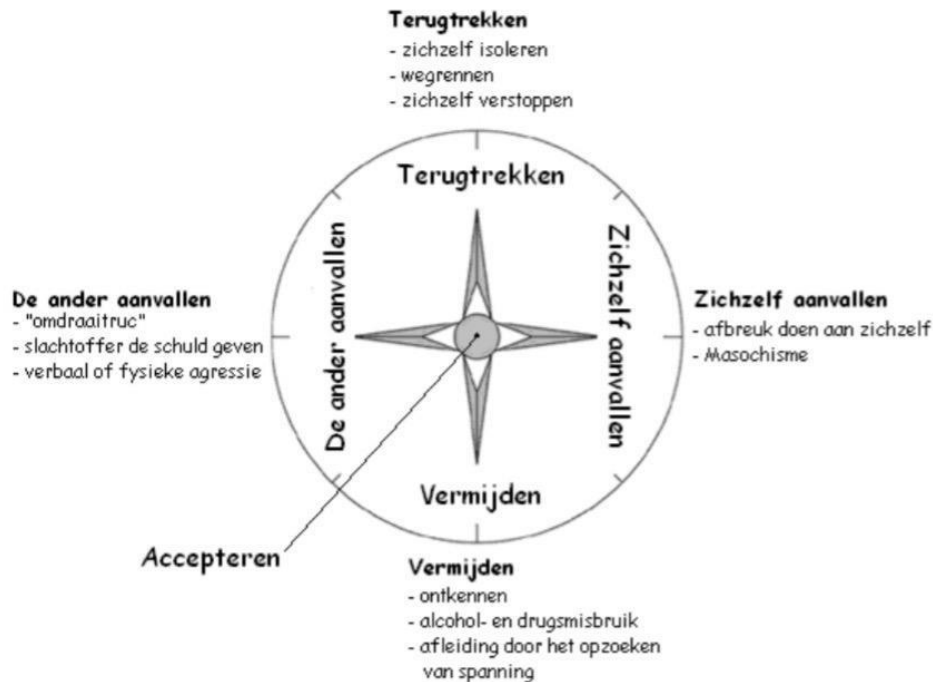 Terugtrekken
- zichzelf isoleren
- wegrennen
- zichzelf verstoppen
Terugtrekken
De ander aanvallen
Zichzelf aanvallen
De ander aanvallen
- "omdraaitruc"
- slachtoffer de schuld geven
- verbaal of fysieke agressie
Zichzelf aanvallen
- afbreuk doen aan zichzelf
- Masochisme
Vermijden
Accepteren
Vermijden
- ontkennen
- alcohol- en drugsmisbruik
- afleiding door het opzoeken
van spanning